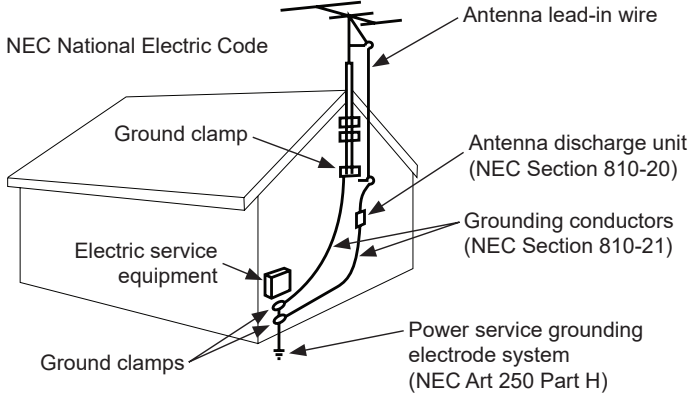 Antenna lead-in wire
NEC National Electric Code
Ground clamp
Antenna discharge unit
(NEC Section 810-20)
Grounding conductors
(NEC Section 810-21)
Electric service
equipment
Power service grounding
electrode system
(NEC Art 250 Part H)
Ground clamps